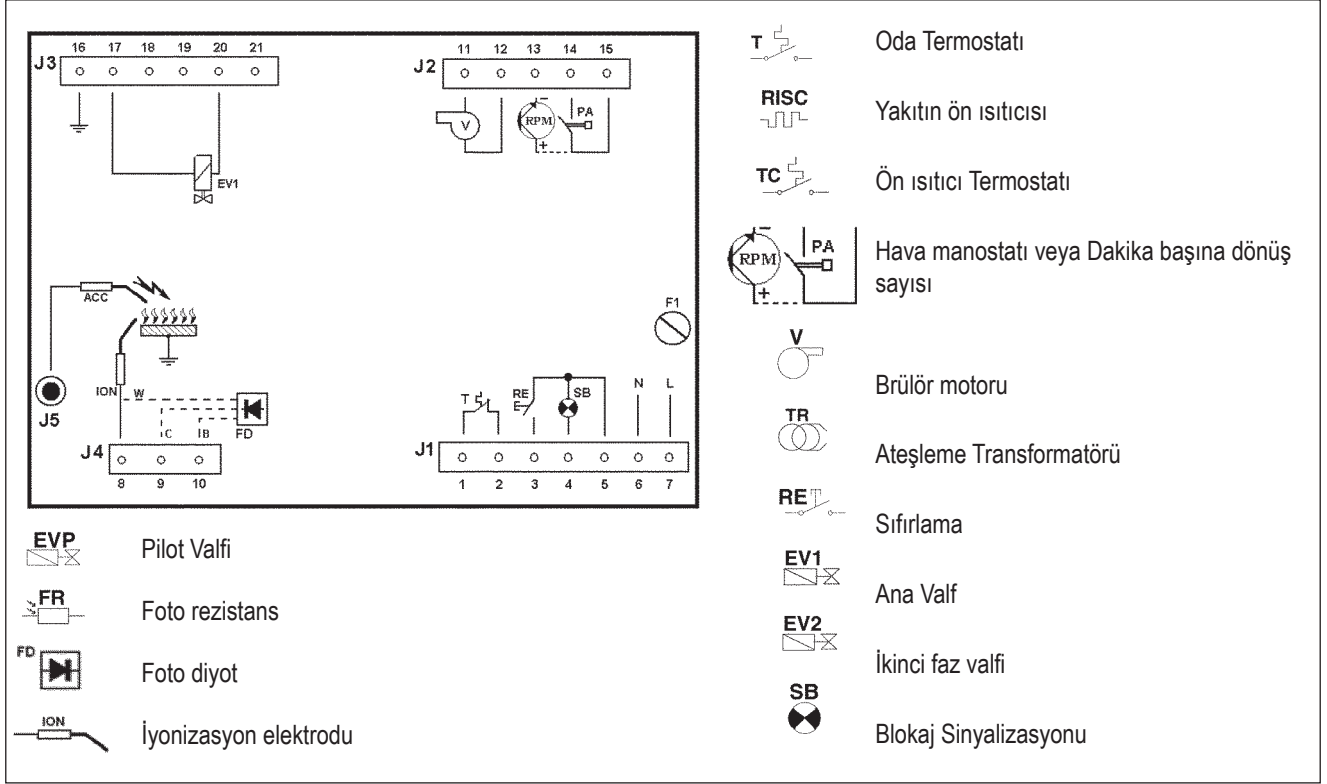 16 17 18 19 20 21
J3
EV1
11 12 13 14 15
J2
V
RPM
PA
-
+
ACC
J5
ION
W
C
B
FD
J4
8 9 10
F1
T
RE
SB
N
L
J1
1 2 3 4 5 6 7
EVP Pilot Valfi
FR Foto rezistans
FD Foto diyot
ION İyonizasyon elektrodu
T Oda Termostatı
RISC Yakıtın ön ısıtıcısı
TC Ön ısıtıcı Termostatı
RPM - + PA Hava manostatı veya Dakika başına dönüş
sayısı
V Brülör motoru
TR Ateşleme Transformatörü
RE Sıfırlama
EV1 Ana Valf
EV2 İkinci faz valfi
SB Blokaj Sinyalizasyonu